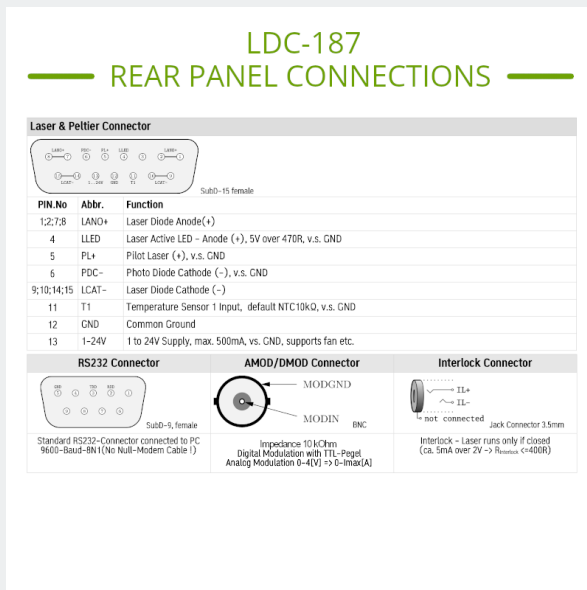 LDC-187
REAR PANEL CONNECTIONS
Laser & Peltier Connector
LANO+ PDC- PL+ LLED LANO+
LCAT- 1...24V GND T1 LCAT-
SubD-15 female
PIN.No Abbr. Function
1;2;7;8 LANO+ Laser Diode Anode(+)
4 LLED Laser Active LED - Anode (+), 5V over 470R, v.s. GND
5 PL+ Pilot Laser (+), v.s. GND
6 PDC- Photo Diode Cathode (-), v.s. GND
9;10;14;15 LCAT- Laser Diode Cathode (-)
11 T1 Temperature Sensor 1 Input, default NTC10kΩ, v.s. GND
12 GND Common Ground
13 1-24V 1 to 24V Supply, max. 500mA, vs. GND, supports fan etc.
RS232 Connector AMOD/DMOD Connector Interlock Connector
GND TXD RXD
SubD-9, female
MODGND
MODIN
BNC
IL+
IL-
not connected
Jack Connector 3.5mm
Standard RS232-Connector connected to PC
9600-Baud-8N1(No Null-Modem Cable !)
Impedance 10 kOhm
Digital Modulation with TTL-Pegel
Analog Modulation 0-4[V] => 0-Imax[A]
Interlock - Laser runs only if closed
(ca. 5mA over 2V -> RInterlock <=400R)